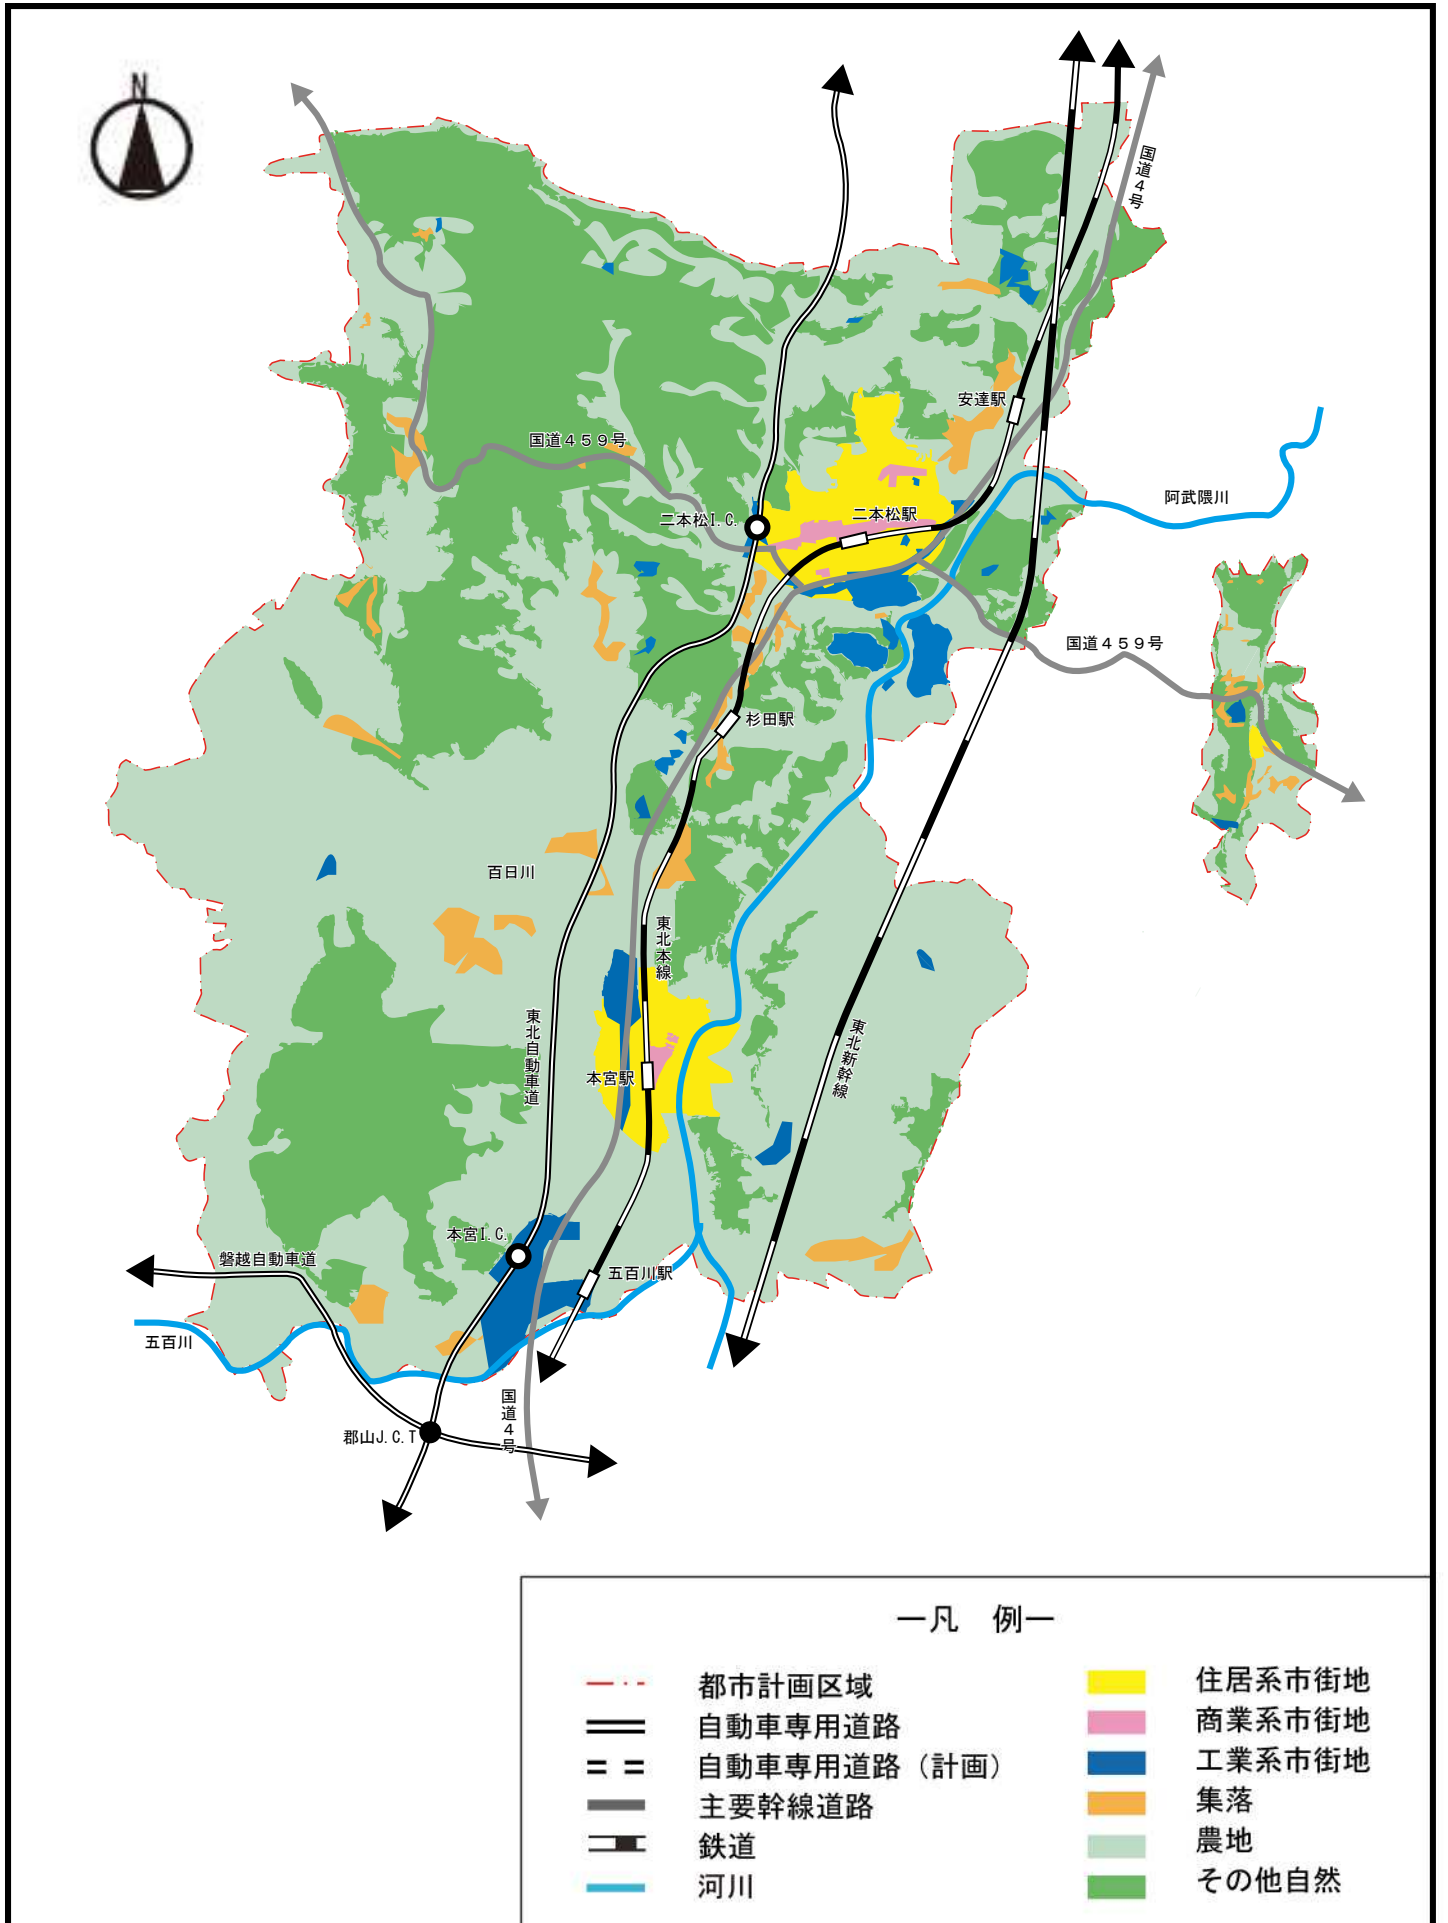 N
国道４号
安達駅
国道４５９号
阿武隈川
二本松I.C.
二本松駅
国道４５９号
杉田駅
百日川
東北本線
東北自動車道
東北新幹線
本宮駅
本宮I.C.
磐越自動車道
五百川駅
五百川
国道４号
郡山J.C.T
―凡　例―
都市計画区域
自動車専用道路
自動車専用道路（計画）
主要幹線道路
鉄道
河川
住居系市街地
商業系市街地
工業系市街地
集落
農地
その他自然